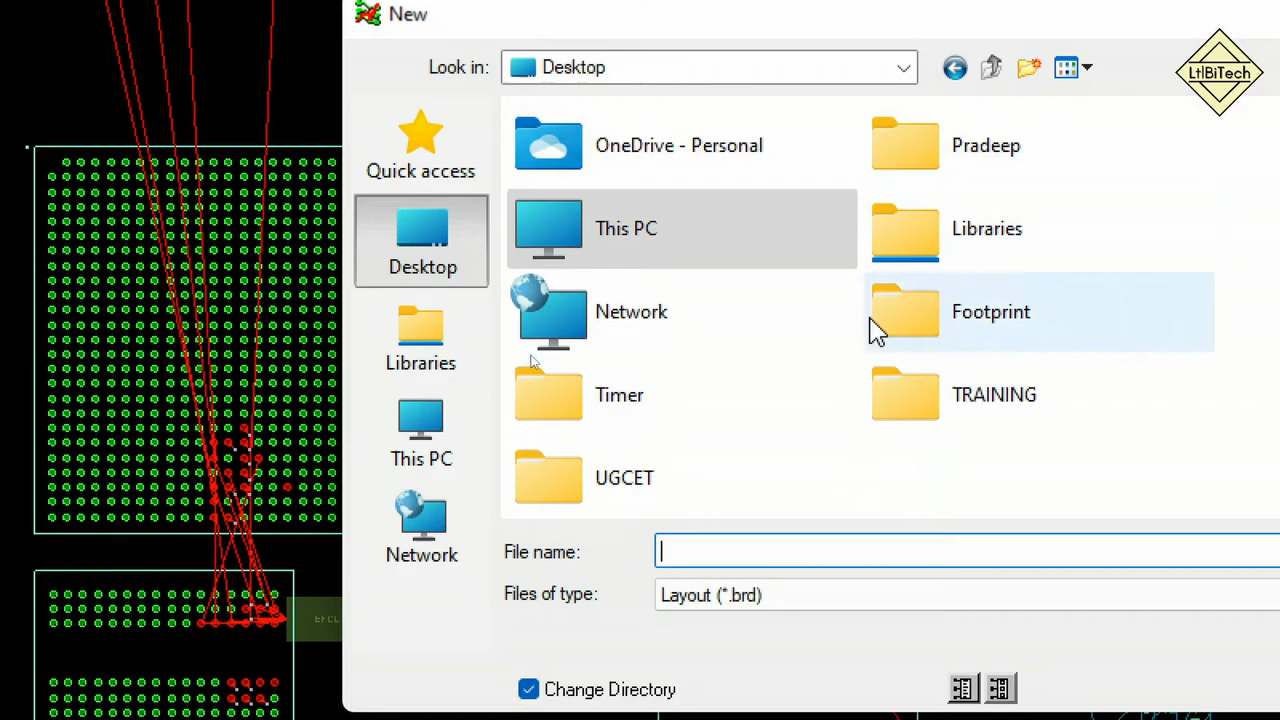 New
Look in:
Desktop
LtlBiTech
Quick access
Desktop
Libraries
This PC
Network
OneDrive - Personal
Pradeep
This PC
Libraries
Network
Footprint
Timer
TRAINING
UGCET
File name:
Files of type:
Layout (*.brd)
Change Directory